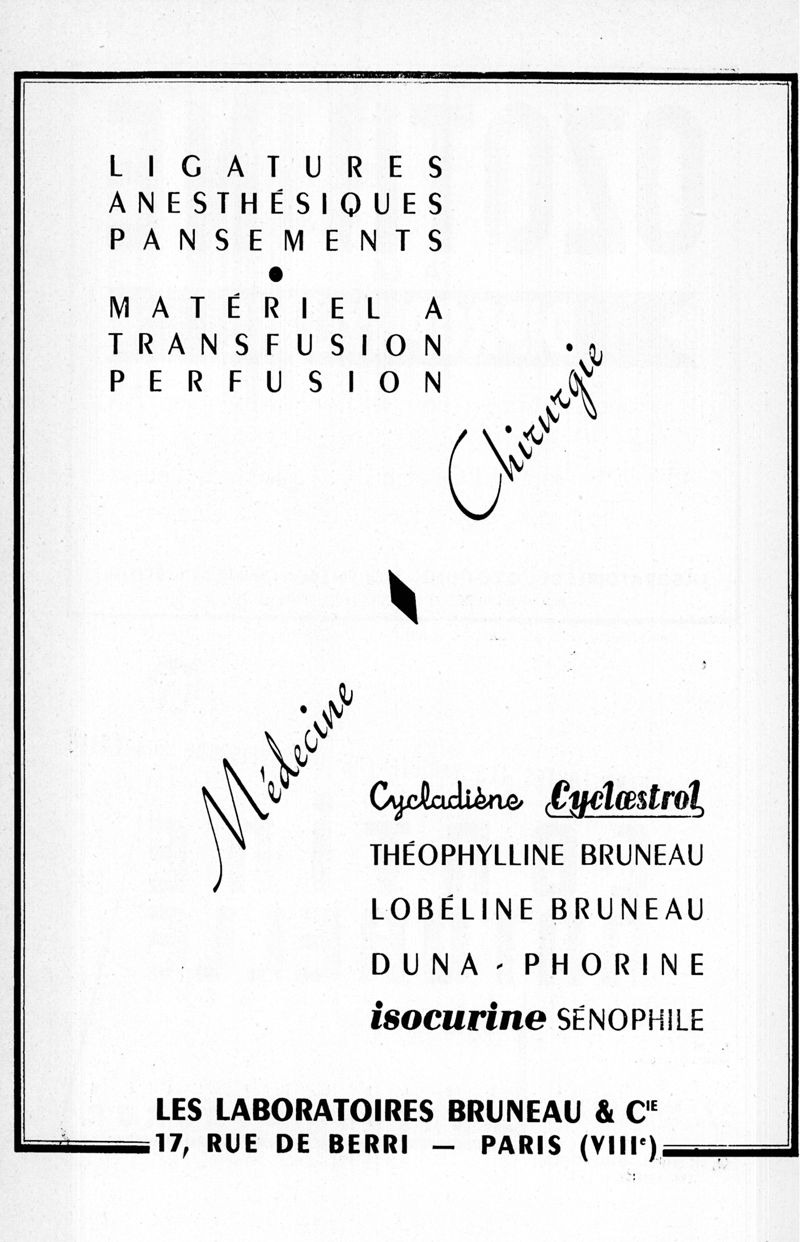 LIGATURES
ANESTHÉSIQUES
PANSEMENTS
●
MATÉRIEL A
TRANSFUSION
PERFUSION
Chirurgie
Médecine
Cycladiène Cyclœstrol
THÉOPHYLLINE BRUNEAU
LOBÉLINE BRUNEAU
DUNA - PHORINE
isocurine SÉNOPHILE
LES LABORATOIRES BRUNEAU & CIE
17, RUE DE BERRI — PARIS (VIIIe)